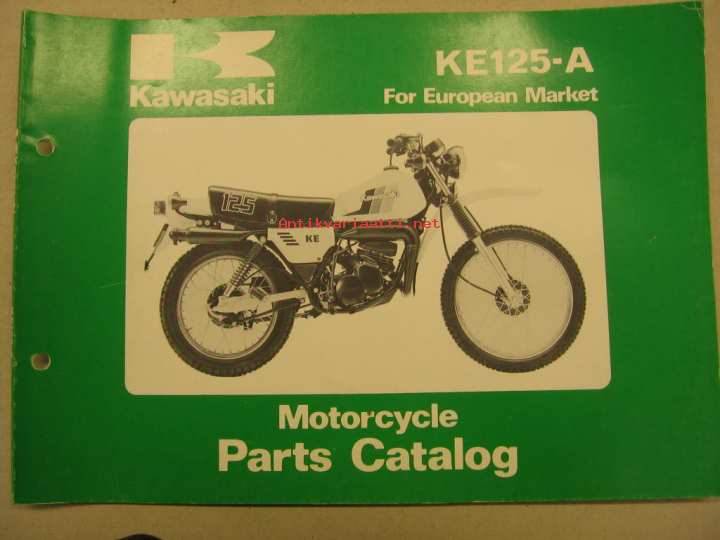 Kawasaki
KE125-A
For European Market
125
KE
Antikvariaatti.net
Motorcycle
Parts Catalog